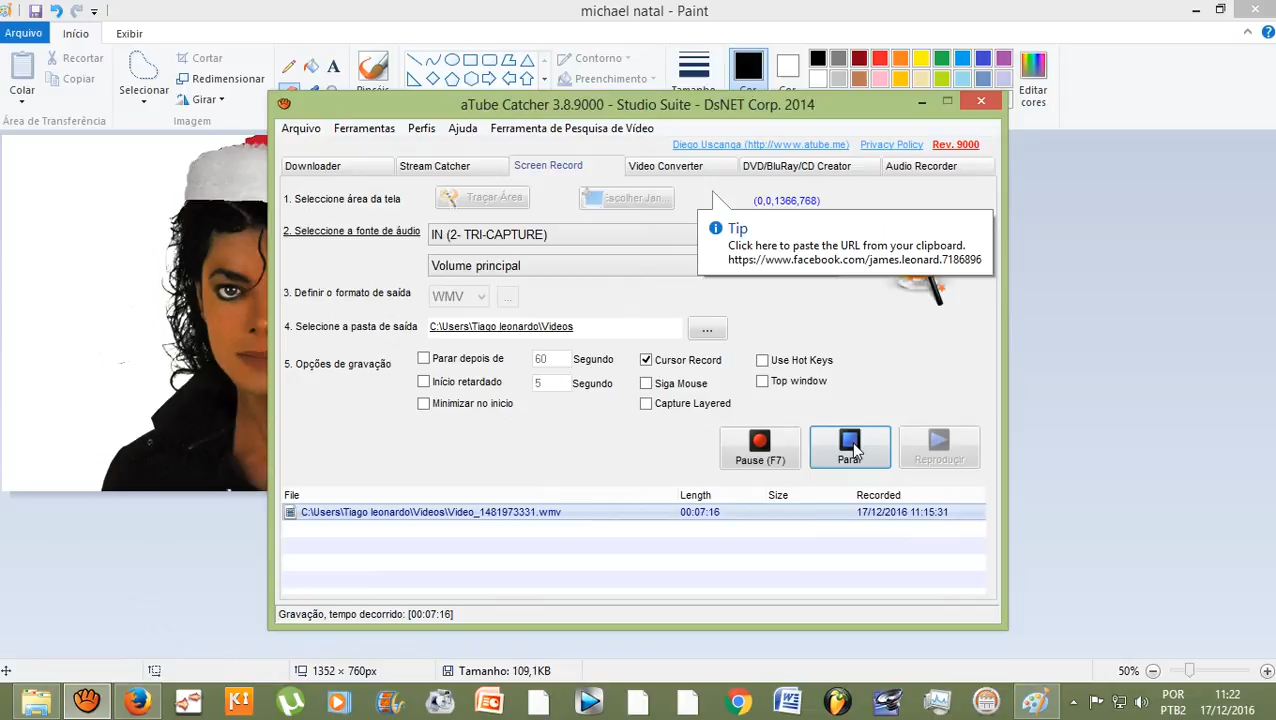 michael natal - Paint
Arquivo Início Exibir
Colar
Recortar
Copiar
Área de Transferência
Selecionar
Cortar
Redimensionar
Girar
Imagem
A
Pincéis
Contorno
Preenchimento
Tamanho
Cor
Cor
Editar cores
aTube Catcher 3.8.9000 - Studio Suite - DsNET Corp. 2014
Arquivo Ferramentas Perfis Ajuda Ferramenta de Pesquisa de Vídeo
Diego Uscanga (http://www.atube.me) Privacy Policy Rev. 9000
Downloader Stream Catcher Screen Record Video Converter DVD/BluRay/CD Creator Audio Recorder
1. Seleccione área da tela Traçar Área Escolher Jan... (0,0,1366,768)
2. Seleccione a fonte de áudio IN (2- TRI-CAPTURE)
Tip
Click here to paste the URL from your clipboard.
https://www.facebook.com/james.leonard.7186896
Volume principal
3. Definir o formato de saída WMV ...
4. Selecione a pasta de saída C:\Users\Tiago leonardo\Videos ...
5. Opções de gravação
Parar depois de 60 Segundo Cursor Record Use Hot Keys
Início retardado 5 Segundo Siga Mouse Top window
Minimizar no inicio Capture Layered
Pause (F7) Parar Reproduçir
File Length Size Recorded
C:\Users\Tiago leonardo\Videos\Video_1481973331.wmv 00:07:16 17/12/2016 11:15:31
Gravação, tempo decorrido: [00:07:16]
1352 × 760px Tamanho: 109,1KB 50%
POR 11:22
PTB2 17/12/2016